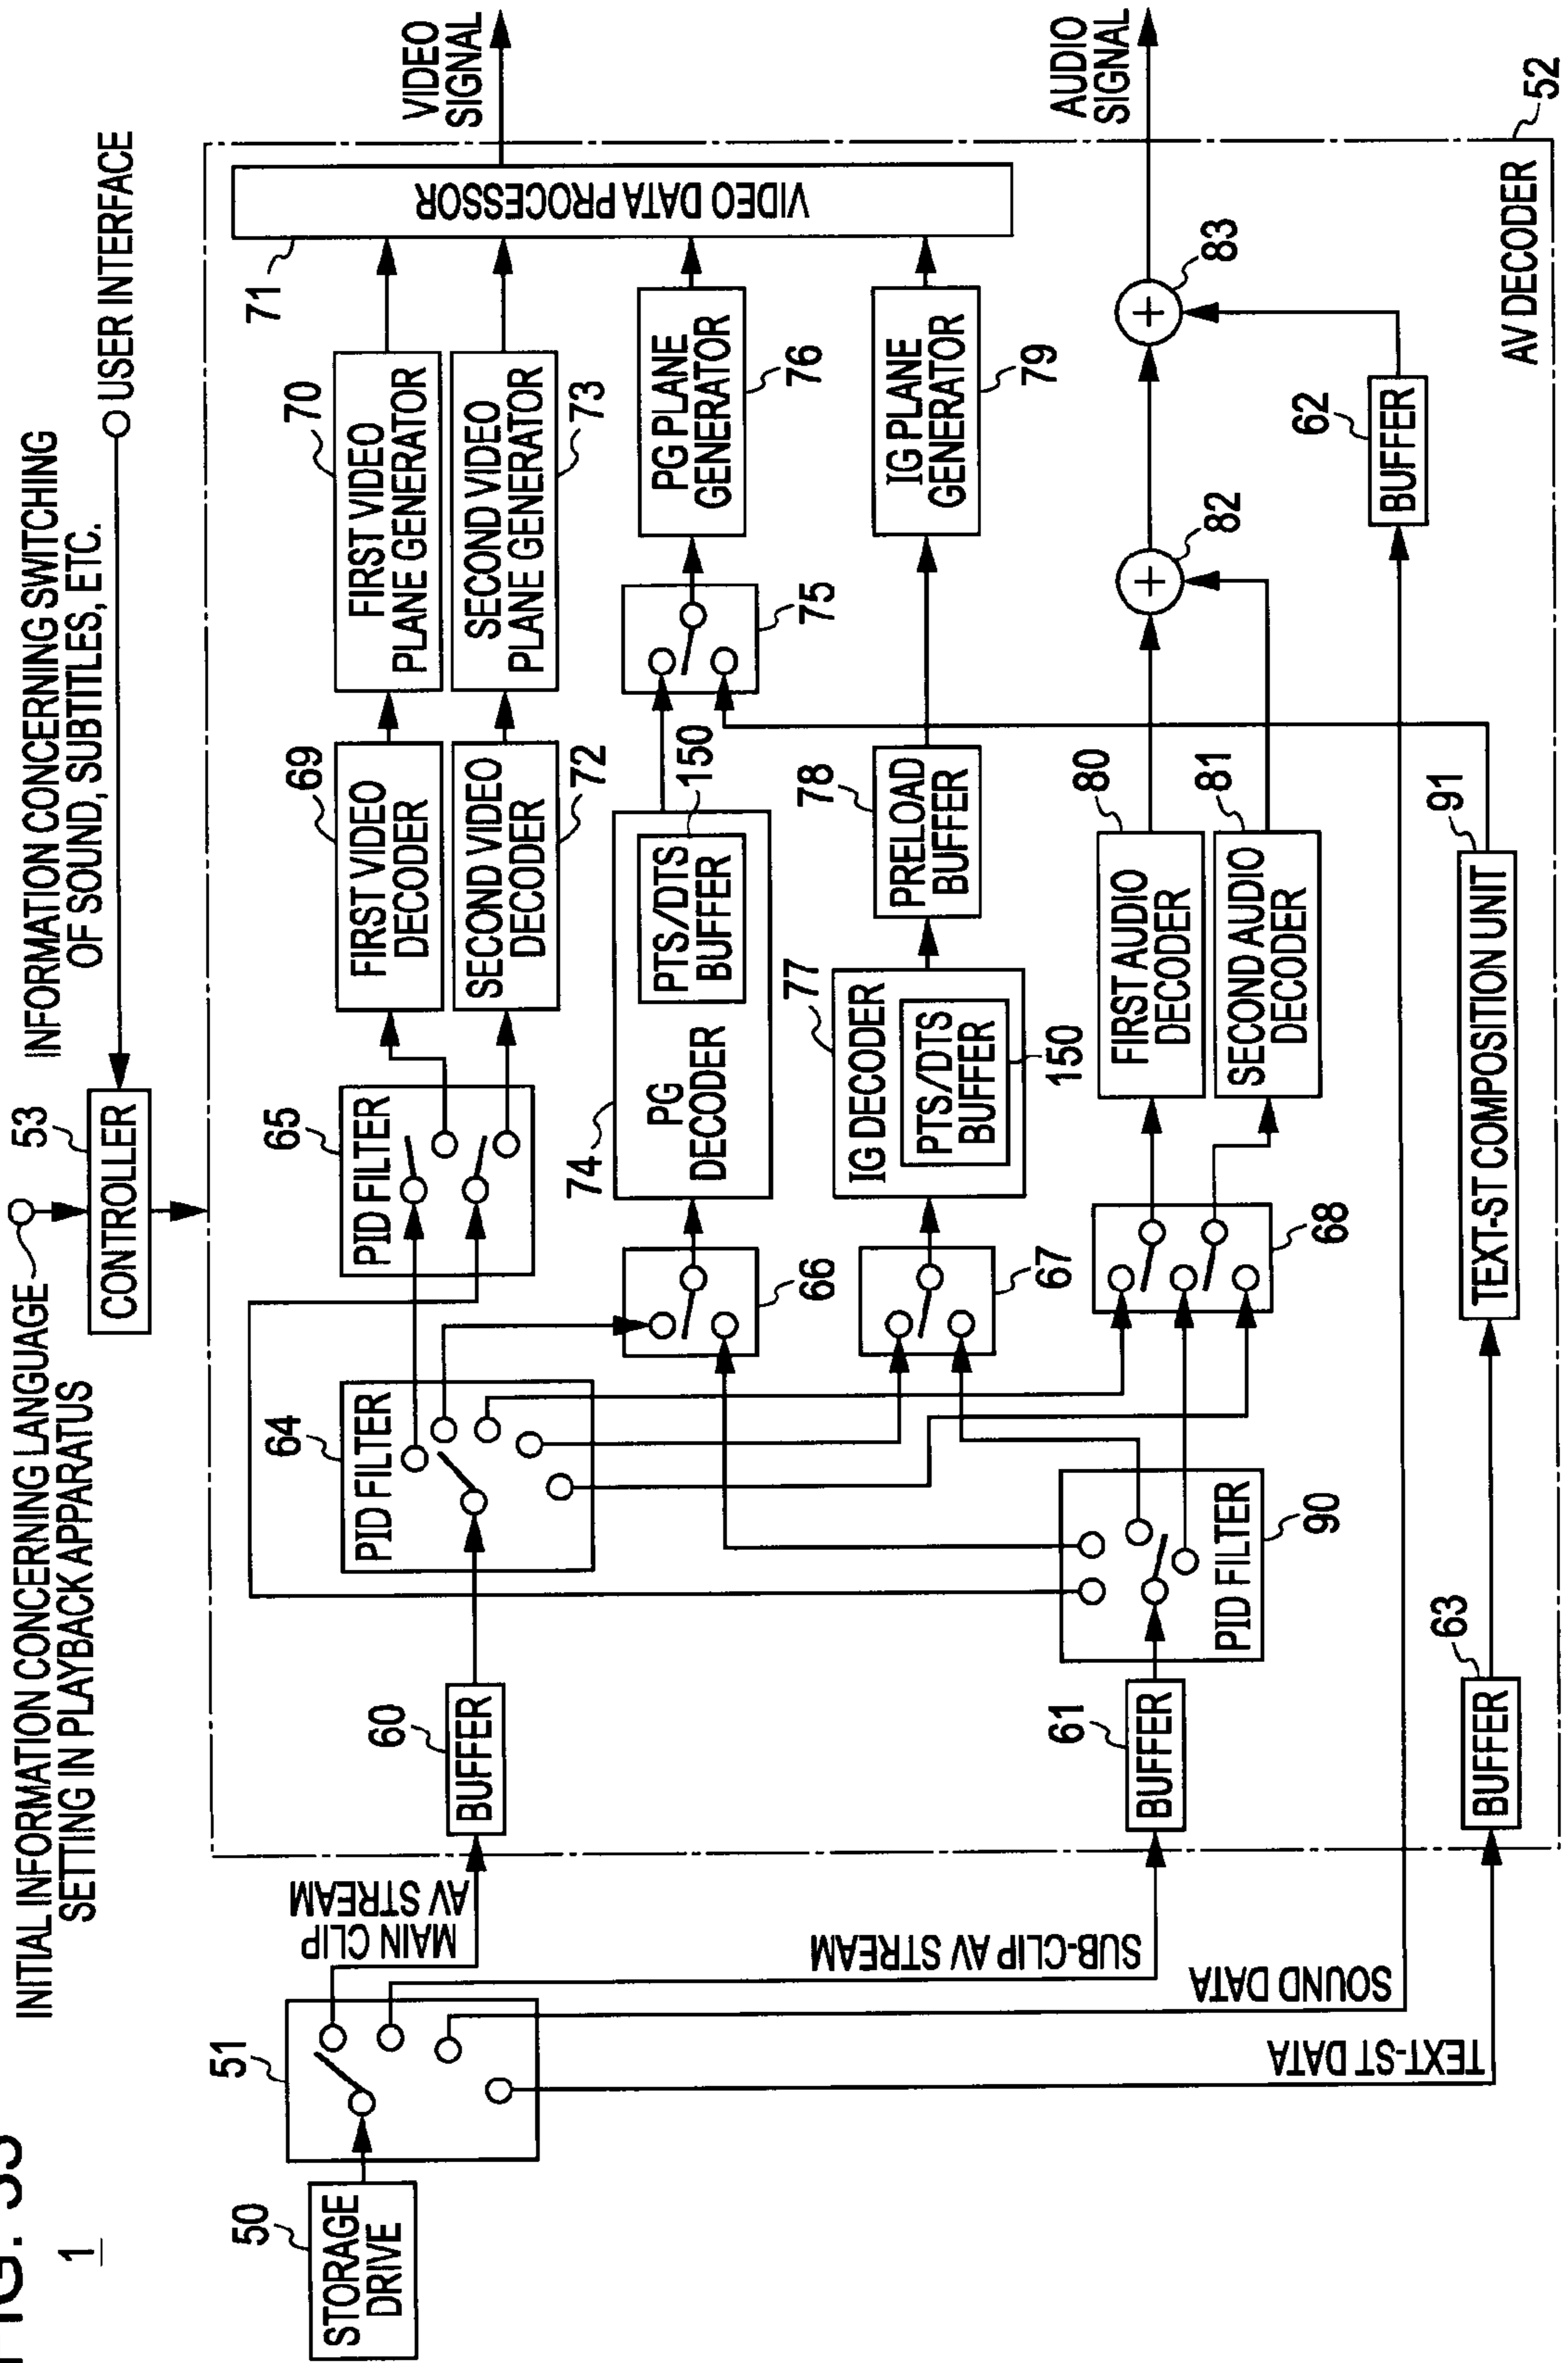 FIG. 35
1
INITIAL INFORMATION CONCERNING LANGUAGE
SETTING IN PLAYBACK APPARATUS
53
CONTROLLER
INFORMATION CONCERNING SWITCHING
OF SOUND, SUBTITLES, ETC.
USER INTERFACE
50
STORAGE
DRIVE
51
MAIN CLIP
AV STREAM
SUB-CLIP AV STREAM
SOUND DATA
TEXT-ST DATA
60
BUFFER
64
PID FILTER
65
PID FILTER
69
FIRST VIDEO
DECODER
70
FIRST VIDEO
PLANE GENERATOR
71
VIDEO DATA PROCESSOR
VIDEO
SIGNAL
SECOND VIDEO
DECODER
72
SECOND VIDEO
PLANE GENERATOR
73
66
74
PG
DECODER
PTS/DTS
BUFFER
150
75
PG PLANE
GENERATOR
76
67
77
IG DECODER
PTS/DTS
BUFFER
150
78
PRELOAD
BUFFER
IG PLANE
GENERATOR
79
61
BUFFER
PID FILTER
90
68
FIRST AUDIO
DECODER
80
SECOND AUDIO
DECODER
81
82
83
AUDIO
SIGNAL
62
BUFFER
63
BUFFER
TEXT-ST COMPOSITION UNIT
91
AV DECODER
52